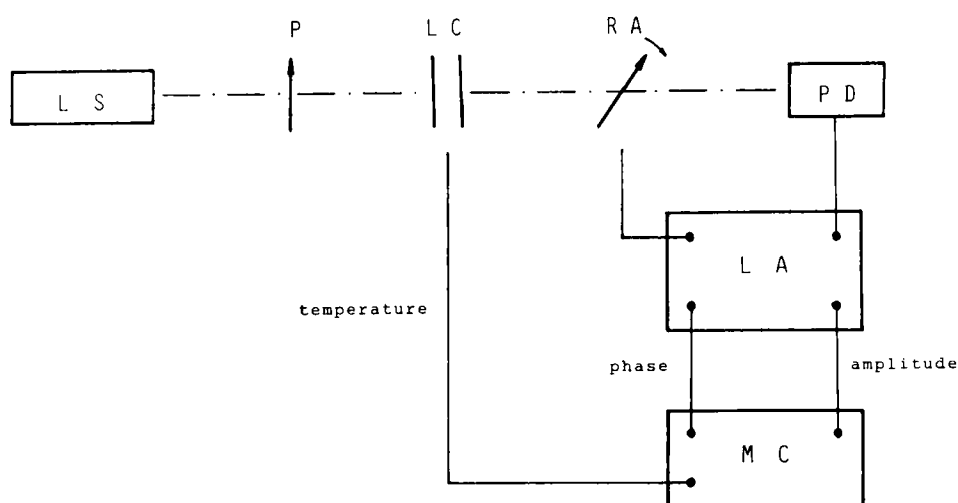 P
L C
R A
L S
P D
L A
temperature
phase
amplitude
M C